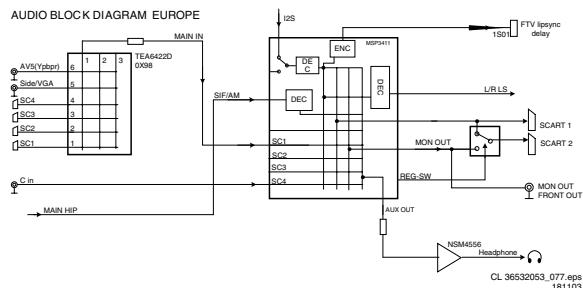 AUDIO BLOCK DIAGRAM EUROPE
I2S
MAIN IN
MSP3411
1S01
FTV lipsync
delay
TEA6422D
0X98
1 2 3
AV5(Ypbpr) 6
Side/VGA 5
SC4 4
SC3 3
SC2 2
SC1 1
ENC
DE
C
DEC
DEC
SIF/AM
L/R LS
SCART 1
SCART 2
SC1
SC2
SC3
SC4
MON OUT
REG-SW
C in
MAIN HIP
MON OUT
FRONT OUT
AUX OUT
NSM4556
Headphone
CL 36532053_077.eps
181103